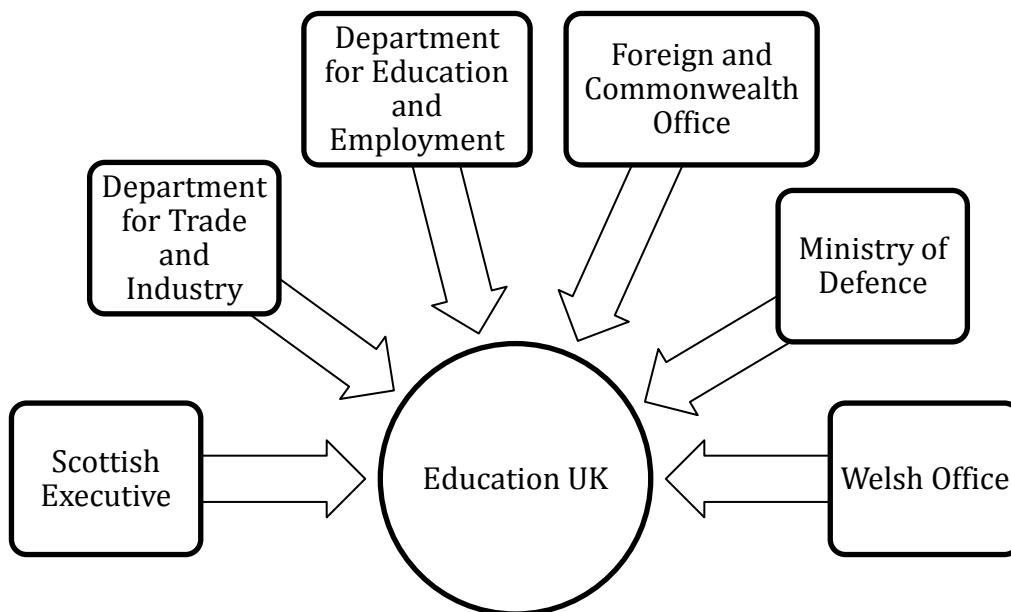 Department
for Education
and
Employment
Foreign and
Commonwealth
Office
Department
for Trade
and
Industry
Ministry of
Defence
Scottish
Executive
Education UK
Welsh Office